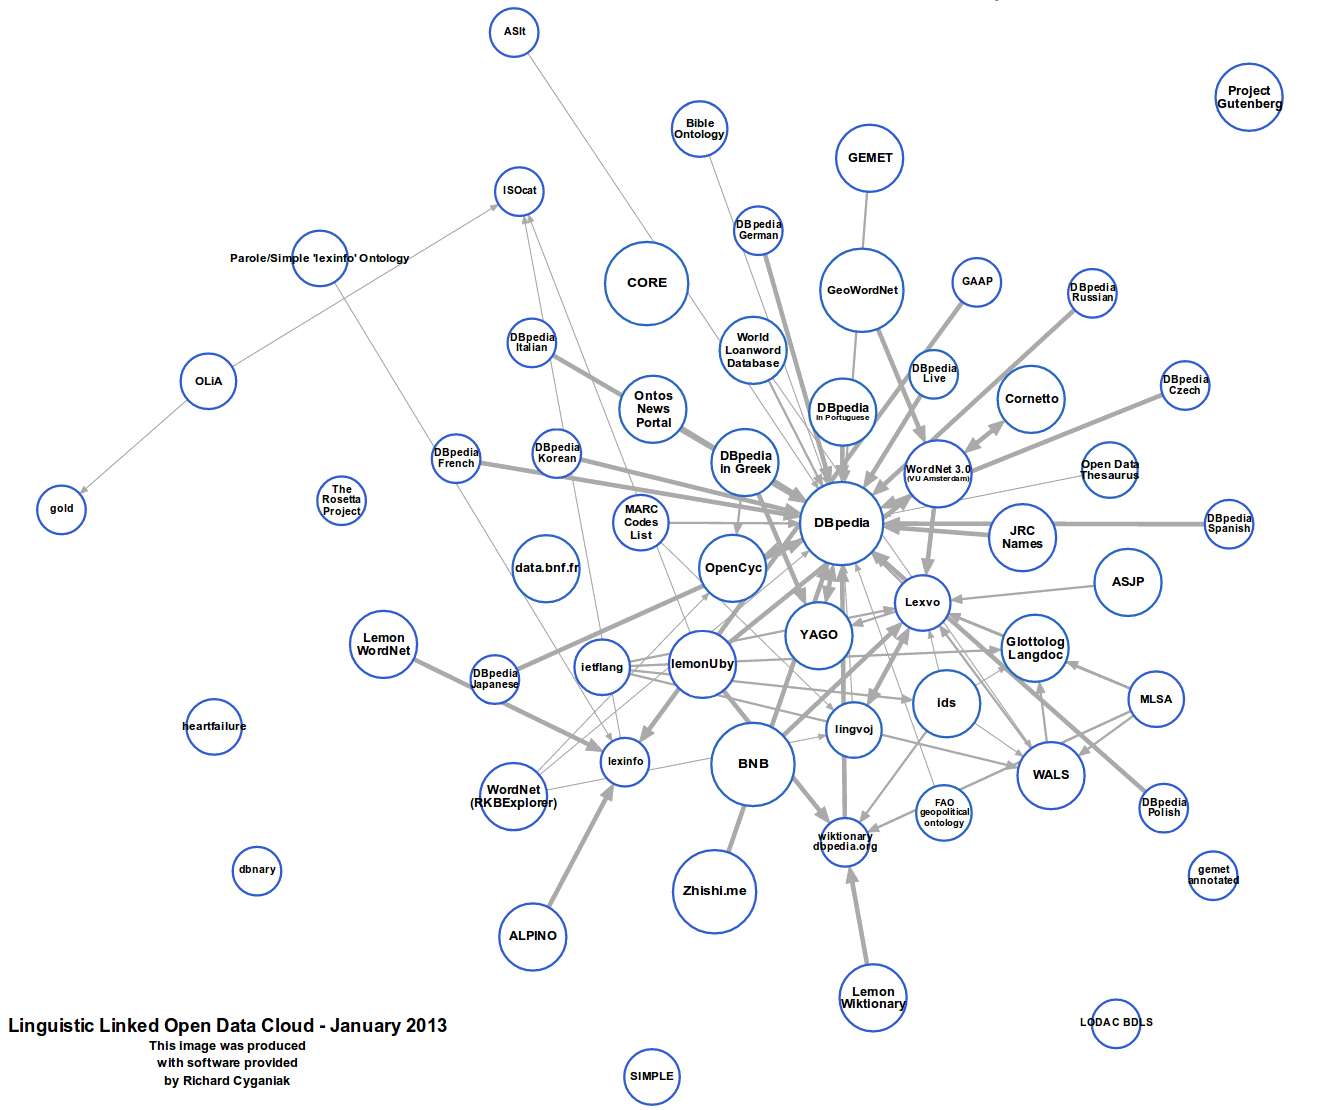 ASIt
Project
Gutenberg
Bible
Ontology
GEMET
ISOcat
DBpedia
German
Parole/Simple 'lexinfo' Ontology
CORE
GeoWordNet
GAAP
DBpedia
Russian
DBpedia
Italian
World
Loanword
Database
DBpedia
Live
OLiA
Ontos
News
Portal
DBpedia
in Portuguese
Cornetto
DBpedia
Czech
DBpedia
French
DBpedia
Korean
DBpedia
in Greek
WordNet 3.0
(VU Amsterdam)
Open Data
Thesaurus
gold
The
Rosetta
Project
MARC
Codes
List
DBpedia
JRC
Names
DBpedia
Spanish
data.bnf.fr
OpenCyc
ASJP
Lexvo
Lemon
WordNet
YAGO
Glottolog
Langdoc
DBpedia
Japanese
ietflang
lemonUby
ids
MLSA
heartfailure
lingvoj
lexinfo
BNB
WALS
WordNet
(RKBExplorer)
FAO
geopolitical
ontology
DBpedia
Polish
wiktionary
dbpedia.org
dbnary
gemet
annotated
Zhishi.me
ALPINO
Lemon
Wiktionary
LODAC BDLS
Linguistic Linked Open Data Cloud - January 2013
This image was produced
with software provided
by Richard Cyganiak
SIMPLE